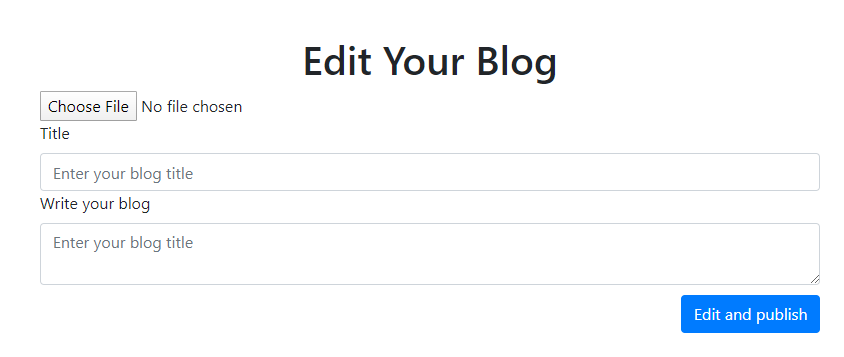 Edit Your Blog
Choose File No file chosen
Title
Enter your blog title
Write your blog
Enter your blog title
Edit and publish